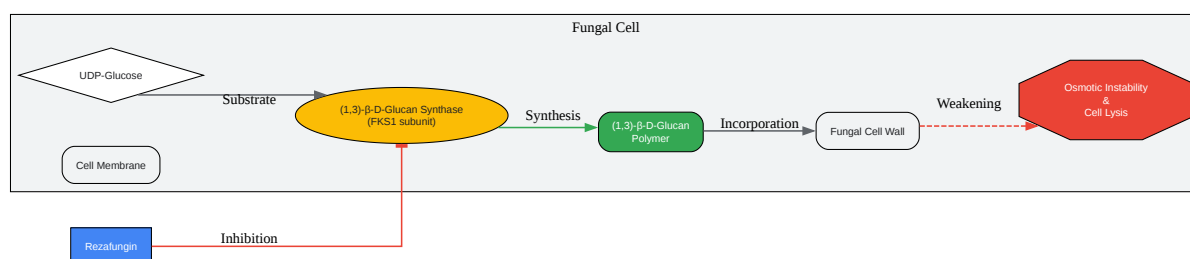 Fungal Cell
UDP-Glucose
Substrate
(1,3)-β-D-Glucan Synthase
(FKS1 subunit)
Synthesis
(1,3)-β-D-Glucan
Polymer
Incorporation
Fungal Cell Wall
Weakening
Osmotic Instability
&
Cell Lysis
Cell Membrane
Rezafungin
Inhibition